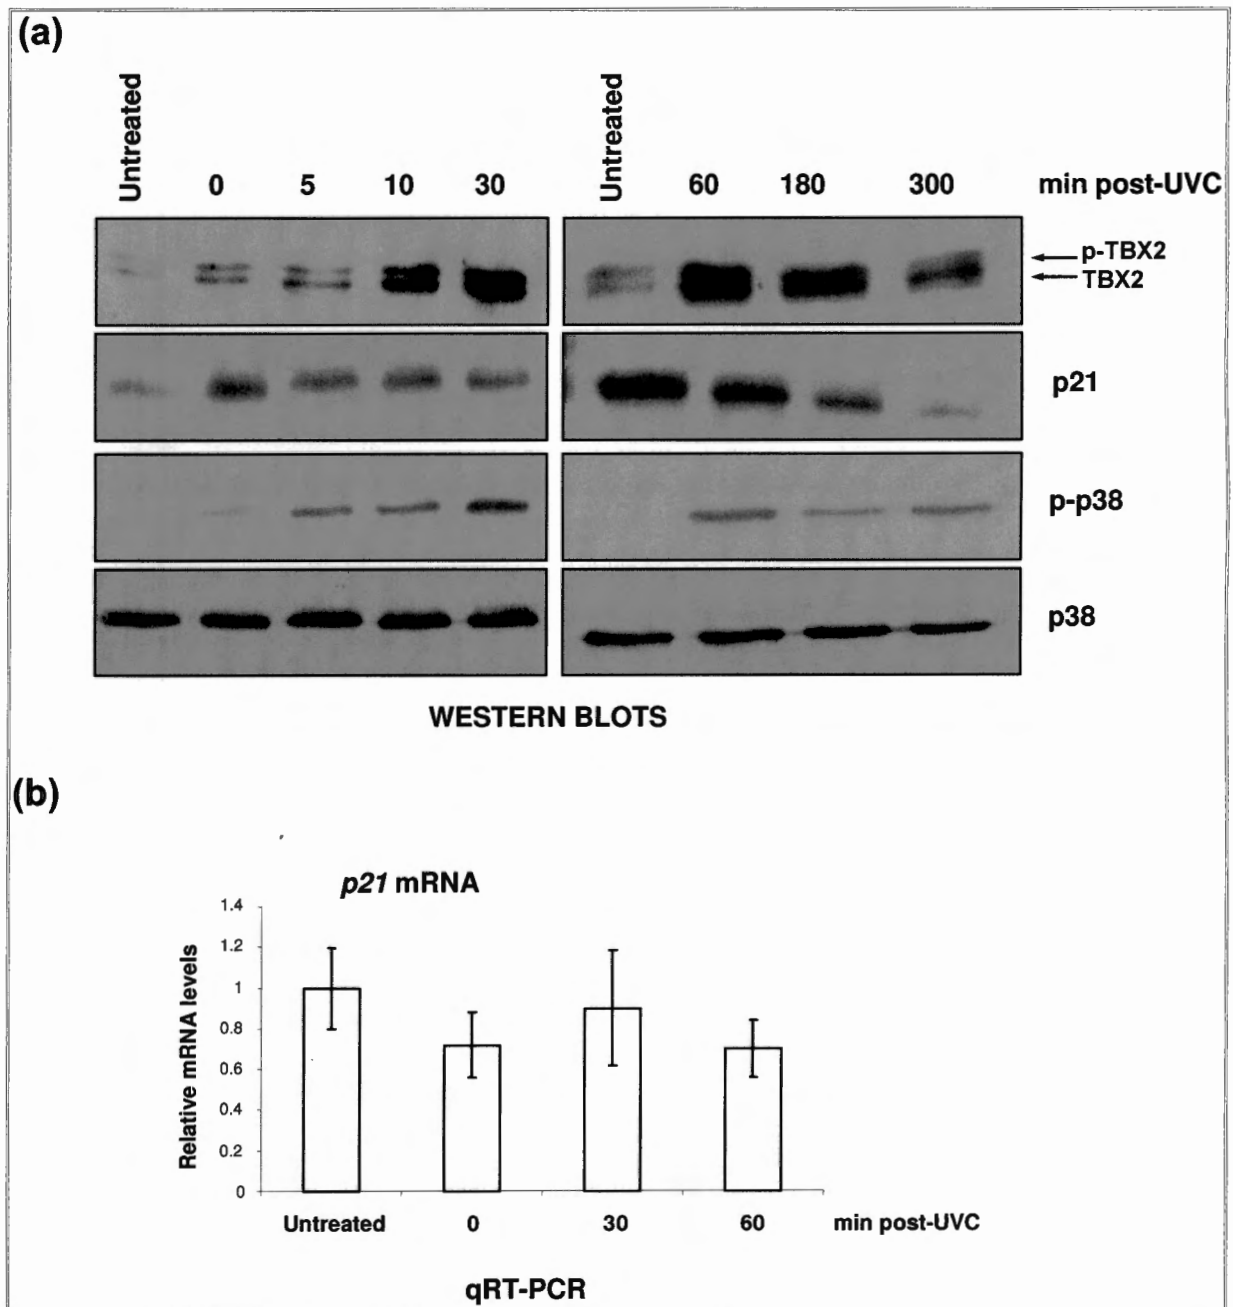 (a)
Untreated 0 5 10 30 Untreated 60 180 300 min post-UVC
p-TBX2
TBX2
p21
p-p38
p38
WESTERN BLOTS
(b)
p21 mRNA
Relative mRNA levels
1.4
1.2
1
0.8
0.6
0.4
0.2
0
Untreated 0 30 60 min post-UVC
qRT-PCR